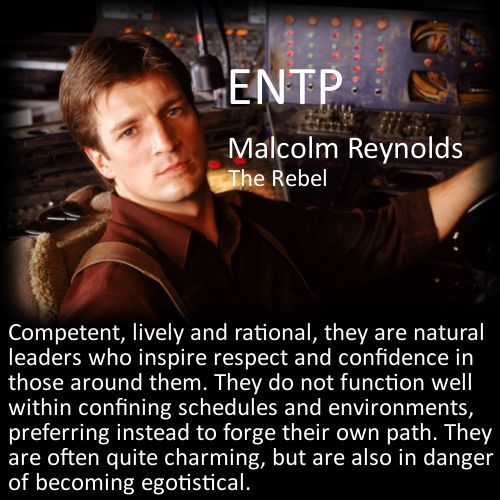 ENTP
Malcolm Reynolds
The Rebel
Competent, lively and rational, they are natural
leaders who inspire respect and confidence in
those around them. They do not function well
within confining schedules and environments,
preferring instead to forge their own path. They
are often quite charming, but are also in danger
of becoming egotistical.